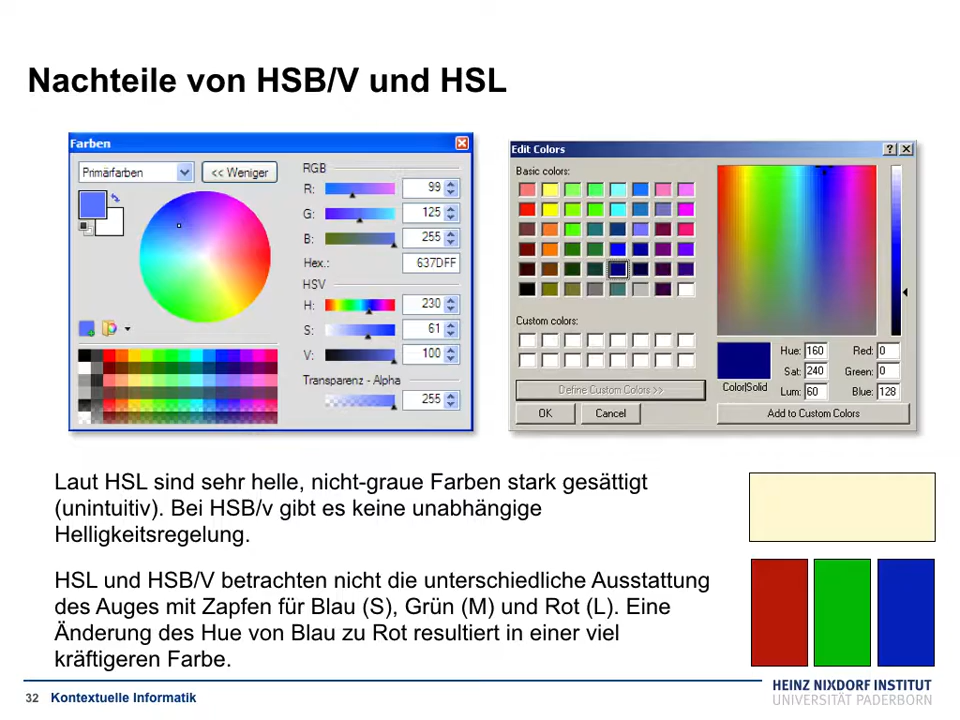 Nachteile von HSB/V und HSL
Farben
Primärfarben
<< Weniger
RGB
R: 99
G: 125
B: 255
Hex.: 637DFF
HSV
H: 230
S: 61
V: 100
Transparenz - Alpha
255
Edit Colors
Basic colors:
Custom colors:
Define Custom Colors >>
OK Cancel
Color|Solid
Hue: 160 Red: 0
Sat: 240 Green: 0
Lum: 60 Blue: 128
Add to Custom Colors
Laut HSL sind sehr helle, nicht-graue Farben stark gesättigt
(unintuitiv). Bei HSB/v gibt es keine unabhängige
Helligkeitsregelung.
HSL und HSB/V betrachten nicht die unterschiedliche Ausstattung
des Auges mit Zapfen für Blau (S), Grün (M) und Rot (L). Eine
Änderung des Hue von Blau zu Rot resultiert in einer viel
kräftigeren Farbe.
32 Kontextuelle Informatik
HEINZ NIXDORF INSTITUT
UNIVERSITÄT PADERBORN